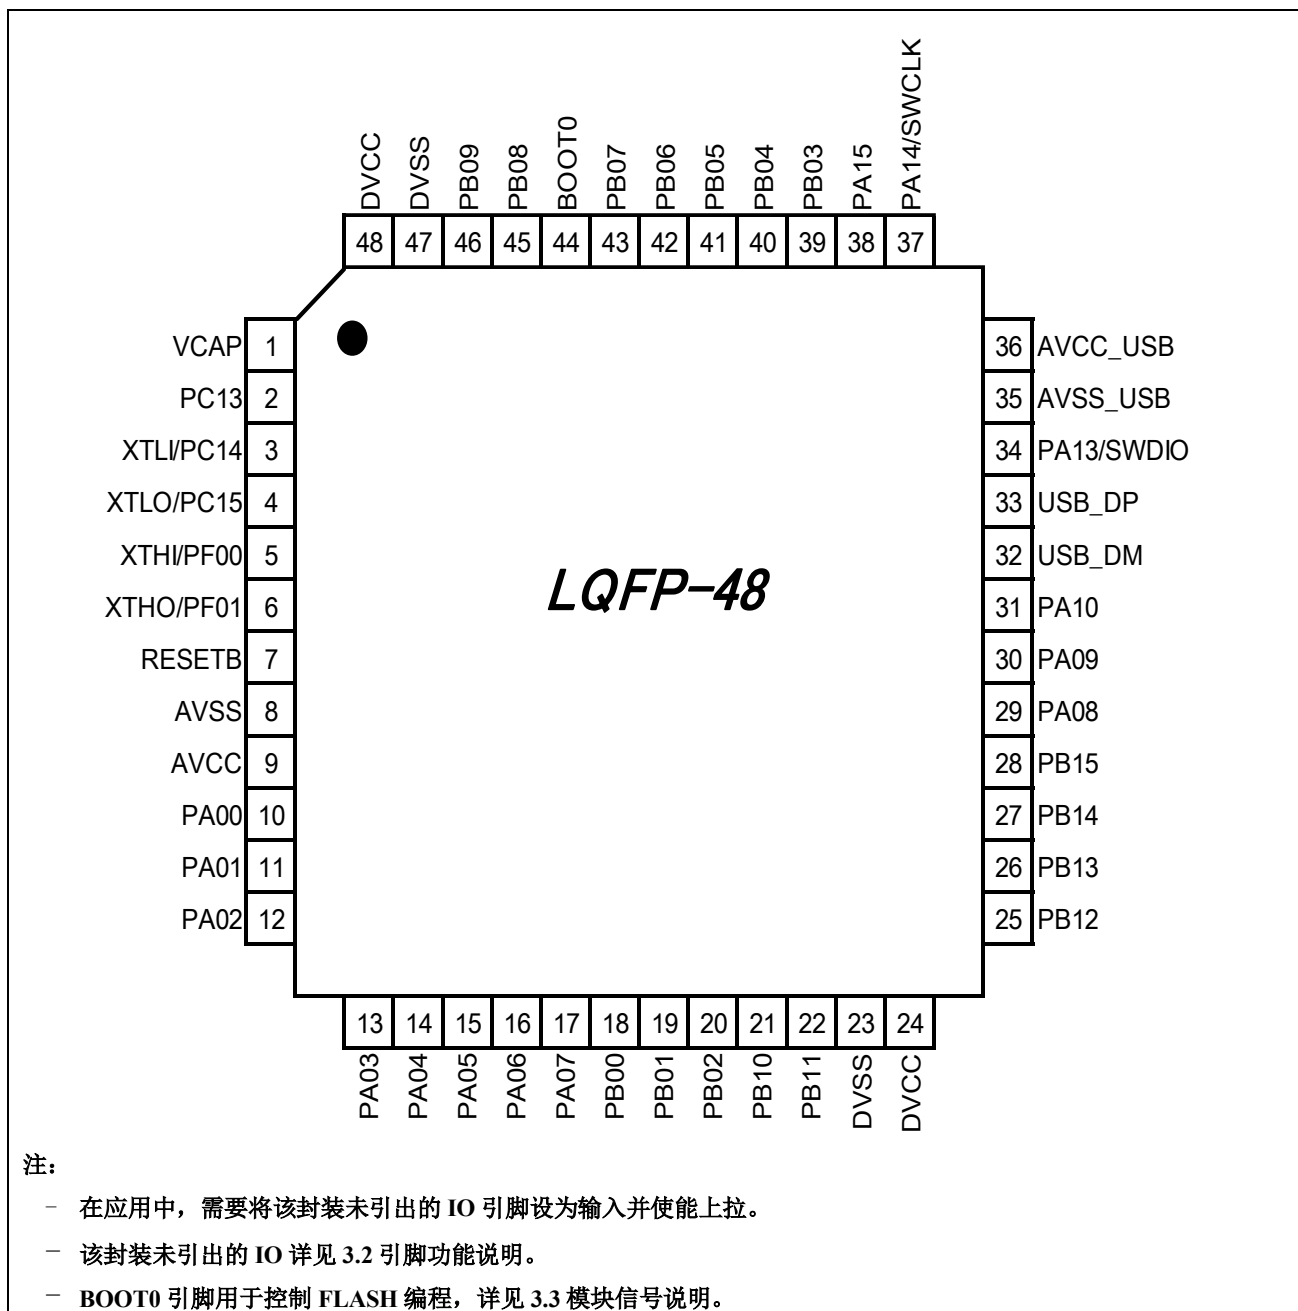 DVCC
DVSS
PB09
PB08
BOOT0
PB07
PB06
PB05
PB04
PB03
PA15
PA14/SWCLK
48 47 46 45 44 43 42 41 40 39 38 37
VCAP 1
PC13 2
XTLI/PC14 3
XTLO/PC15 4
XTHI/PF00 5
XTHO/PF01 6
RESETB 7
AVSS 8
AVCC 9
PA00 10
PA01 11
PA02 12
LQFP-48
36 AVCC_USB
35 AVSS_USB
34 PA13/SWDIO
33 USB_DP
32 USB_DM
31 PA10
30 PA09
29 PA08
28 PB15
27 PB14
26 PB13
25 PB12
13 14 15 16 17 18 19 20 21 22 23 24
PA03
PA04
PA05
PA06
PA07
PB00
PB01
PB02
PB10
PB11
DVSS
DVCC
注：
– 在应用中，需要将该封装未引出的 IO 引脚设为输入并使能上拉。
– 该封装未引出的 IO 详见 3.2 引脚功能说明。
– BOOT0 引脚用于控制 FLASH 编程，详见 3.3 模块信号说明。